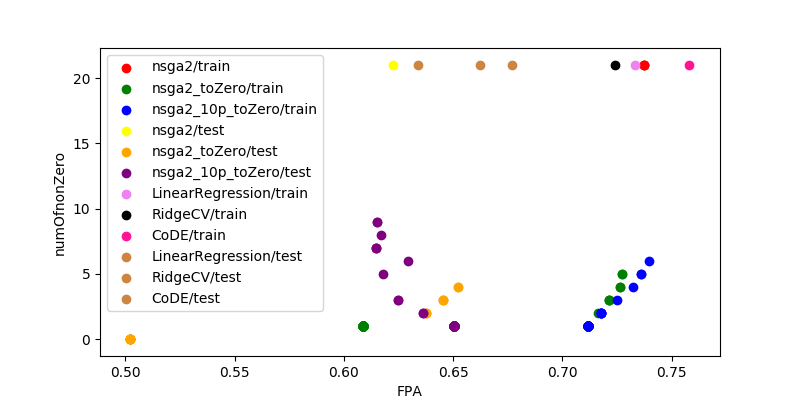 20
15
10
5
0
numOfnonZero
nsga2/train
nsga2_toZero/train
nsga2_10p_toZero/train
nsga2/test
nsga2_toZero/test
nsga2_10p_toZero/test
LinearRegression/train
RidgeCV/train
CoDE/train
LinearRegression/test
RidgeCV/test
CoDE/test
0.50 0.55 0.60 0.65 0.70 0.75
FPA